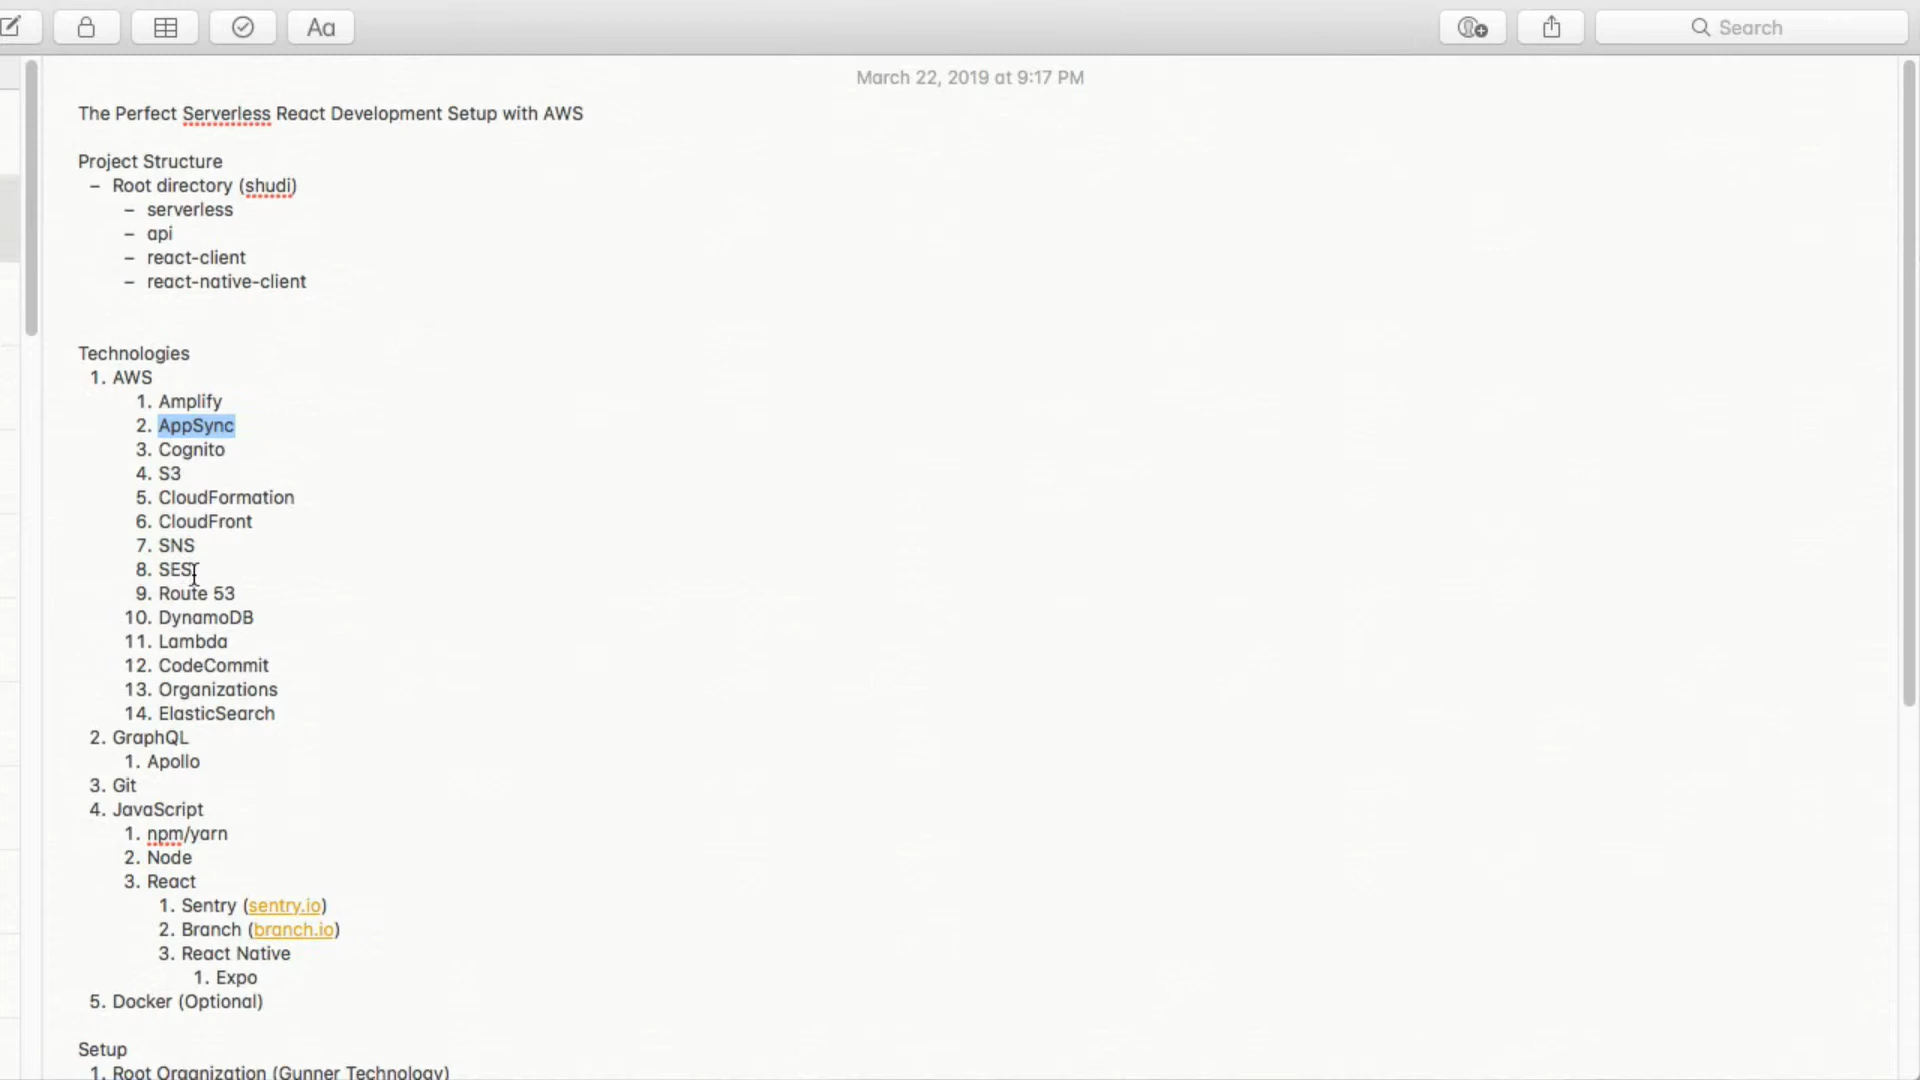 Aa
Search
March 22, 2019 at 9:17 PM
The Perfect Serverless React Development Setup with AWS
Project Structure
– Root directory (shudi)
– serverless
– api
– react-client
– react-native-client
Technologies
1. AWS
1. Amplify
2. AppSync
3. Cognito
4. S3
5. CloudFormation
6. CloudFront
7. SNS
8. SES
9. Route 53
10. DynamoDB
11. Lambda
12. CodeCommit
13. Organizations
14. ElasticSearch
2. GraphQL
1. Apollo
3. Git
4. JavaScript
1. npm/yarn
2. Node
3. React
1. Sentry (sentry.io)
2. Branch (branch.io)
3. React Native
1. Expo
5. Docker (Optional)
Setup
1. Root Organization (Gunner Technology)